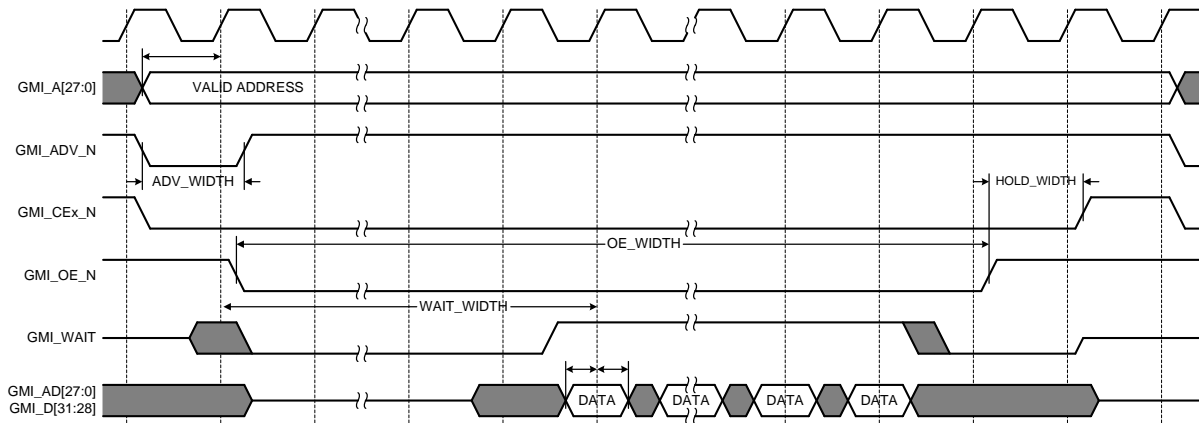 GMI_A[27:0]
VALID ADDRESS
GMI_ADV_N
ADV_WIDTH
HOLD_WIDTH
GMI_CEx_N
OE_WIDTH
GMI_OE_N
WAIT_WIDTH
GMI_WAIT
GMI_AD[27:0]
GMI_D[31:28]
DATA DATA DATA DATA